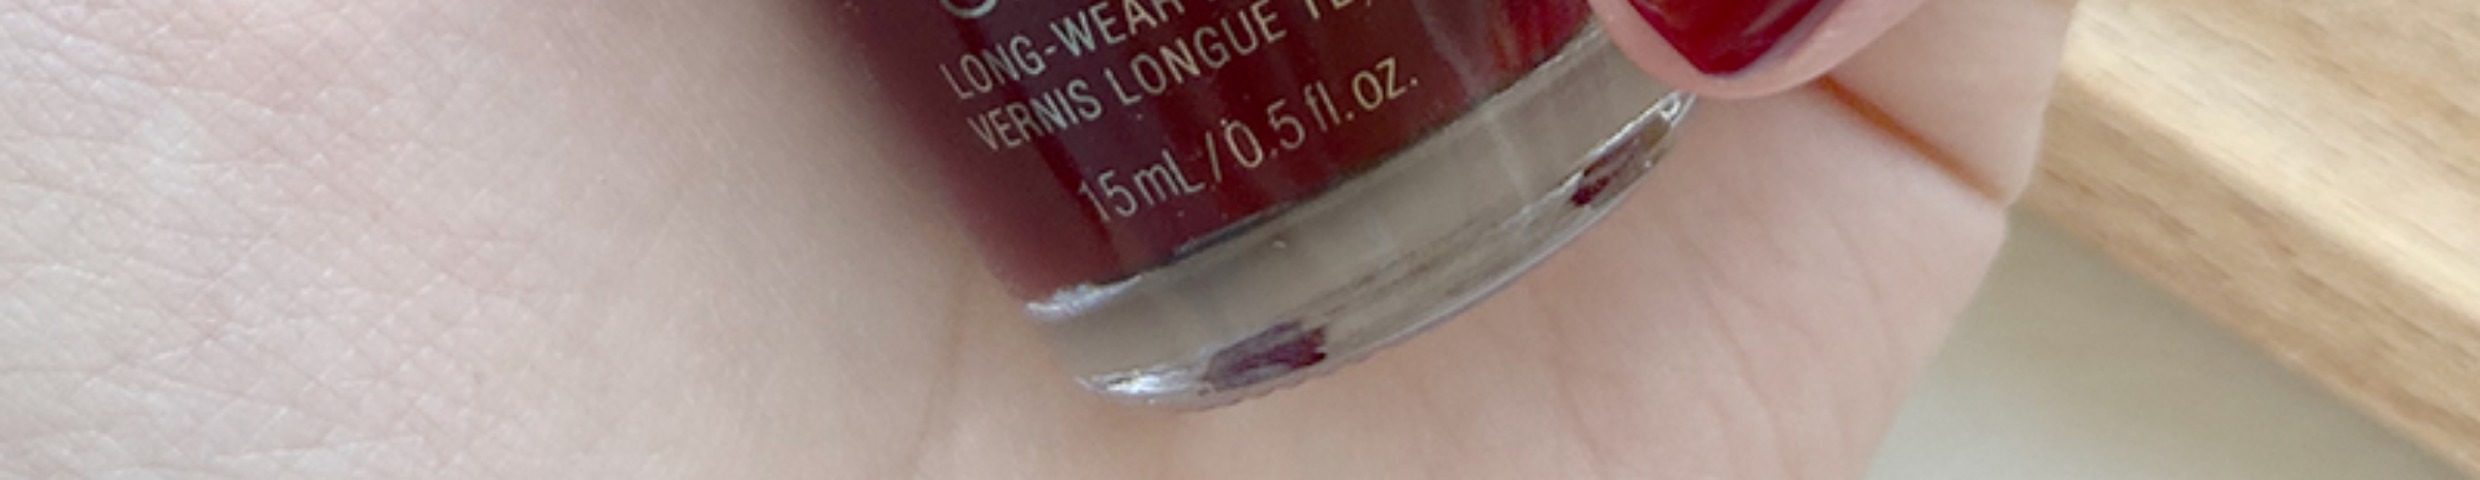 LONG-WEAR
VERNIS LONGUE
15mL/0.5 fl.oz.